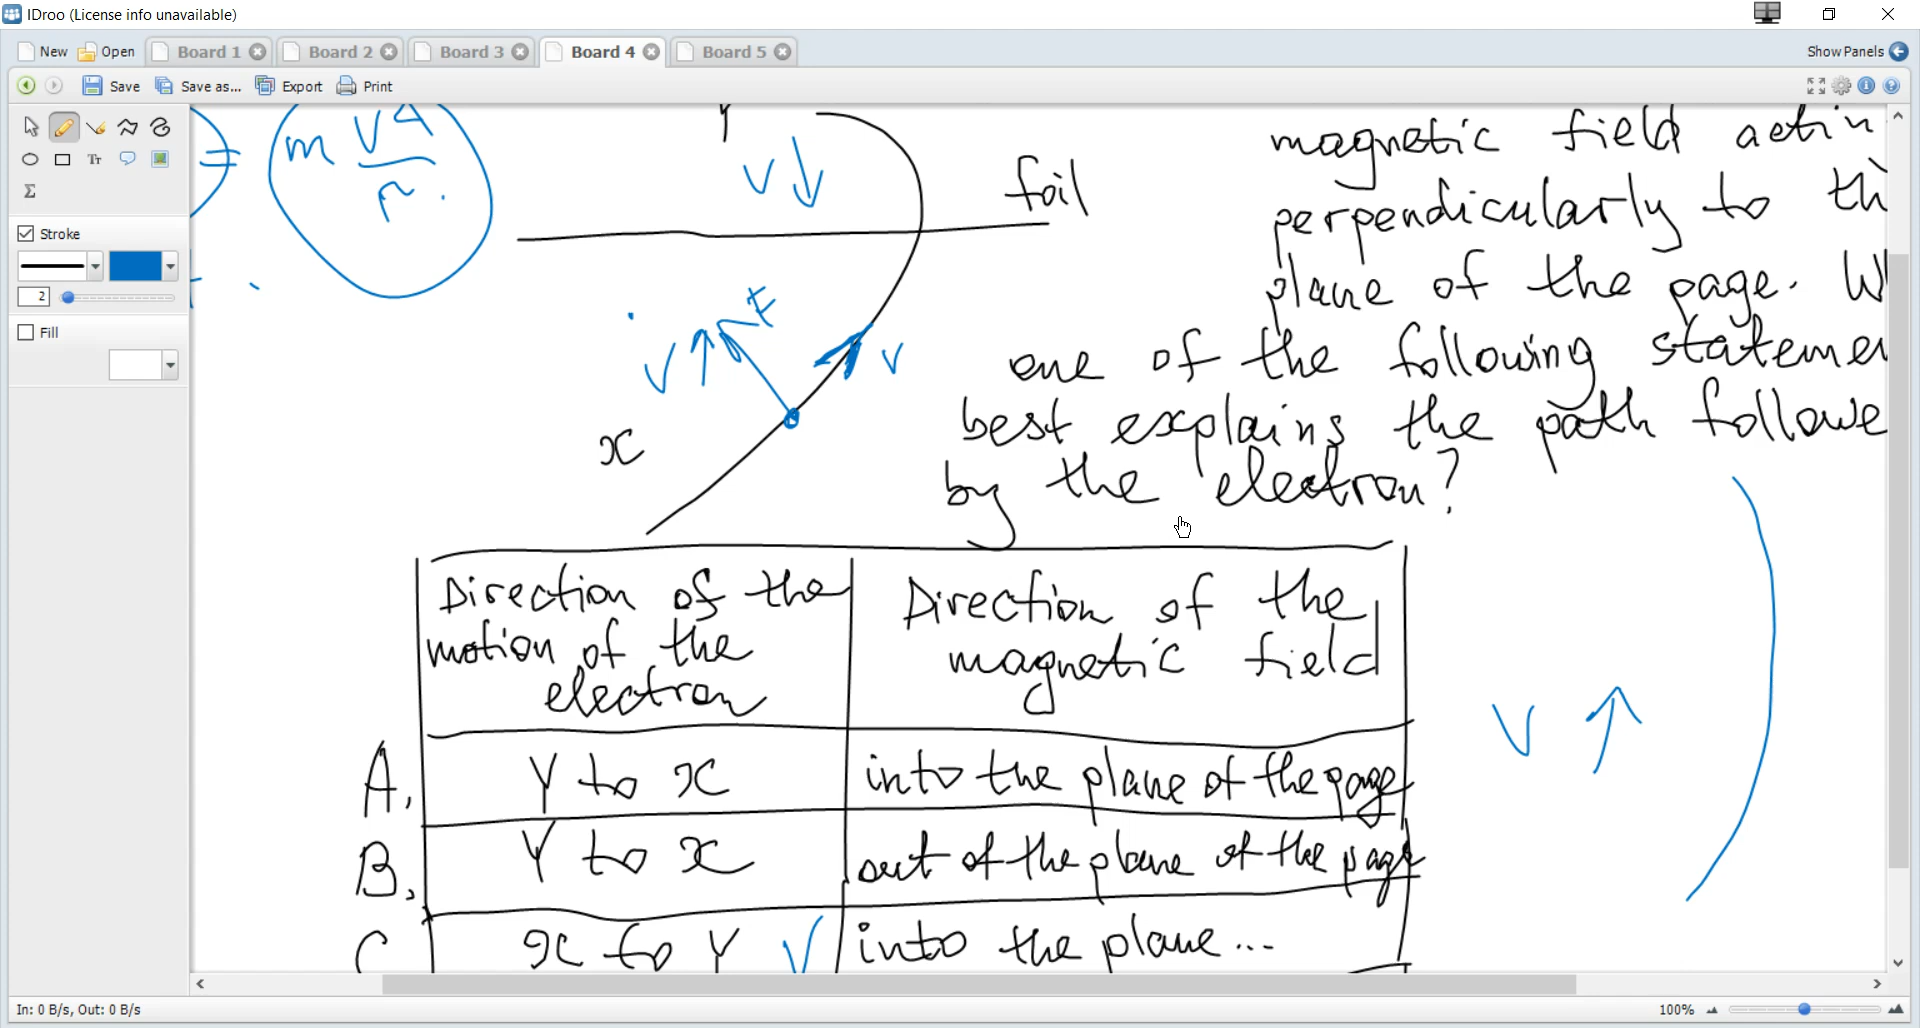 IDroo (License info unavailable)
New Open Board 1 Board 2 Board 3 Board 4 Board 5 Show Panels
Save Save as... Export Print
Tr
Σ
Stroke
2
Fill
= m v
r
Y
v ↓
foil
v ↑
F
v
x
magnetic field actin
perpendicularly to th
plane of the page. W
one of the following statemen
best explains the path followe
by the electron?
Direction of the motion of the electron
Direction of the magnetic field
A. Y to x into the plane of the page
B. Y to x out of the plane of the page
C x to Y V into the plane...
V ↑
In: 0 B/s, Out: 0 B/s
100%